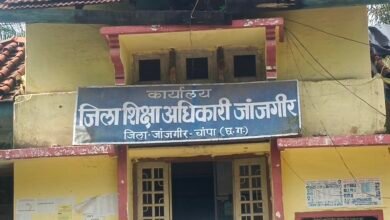 कार्यालय
जिला शिक्षा अधिकारी जांजगीर
जिला-जांजगीर-चांपा (छ.ग.)